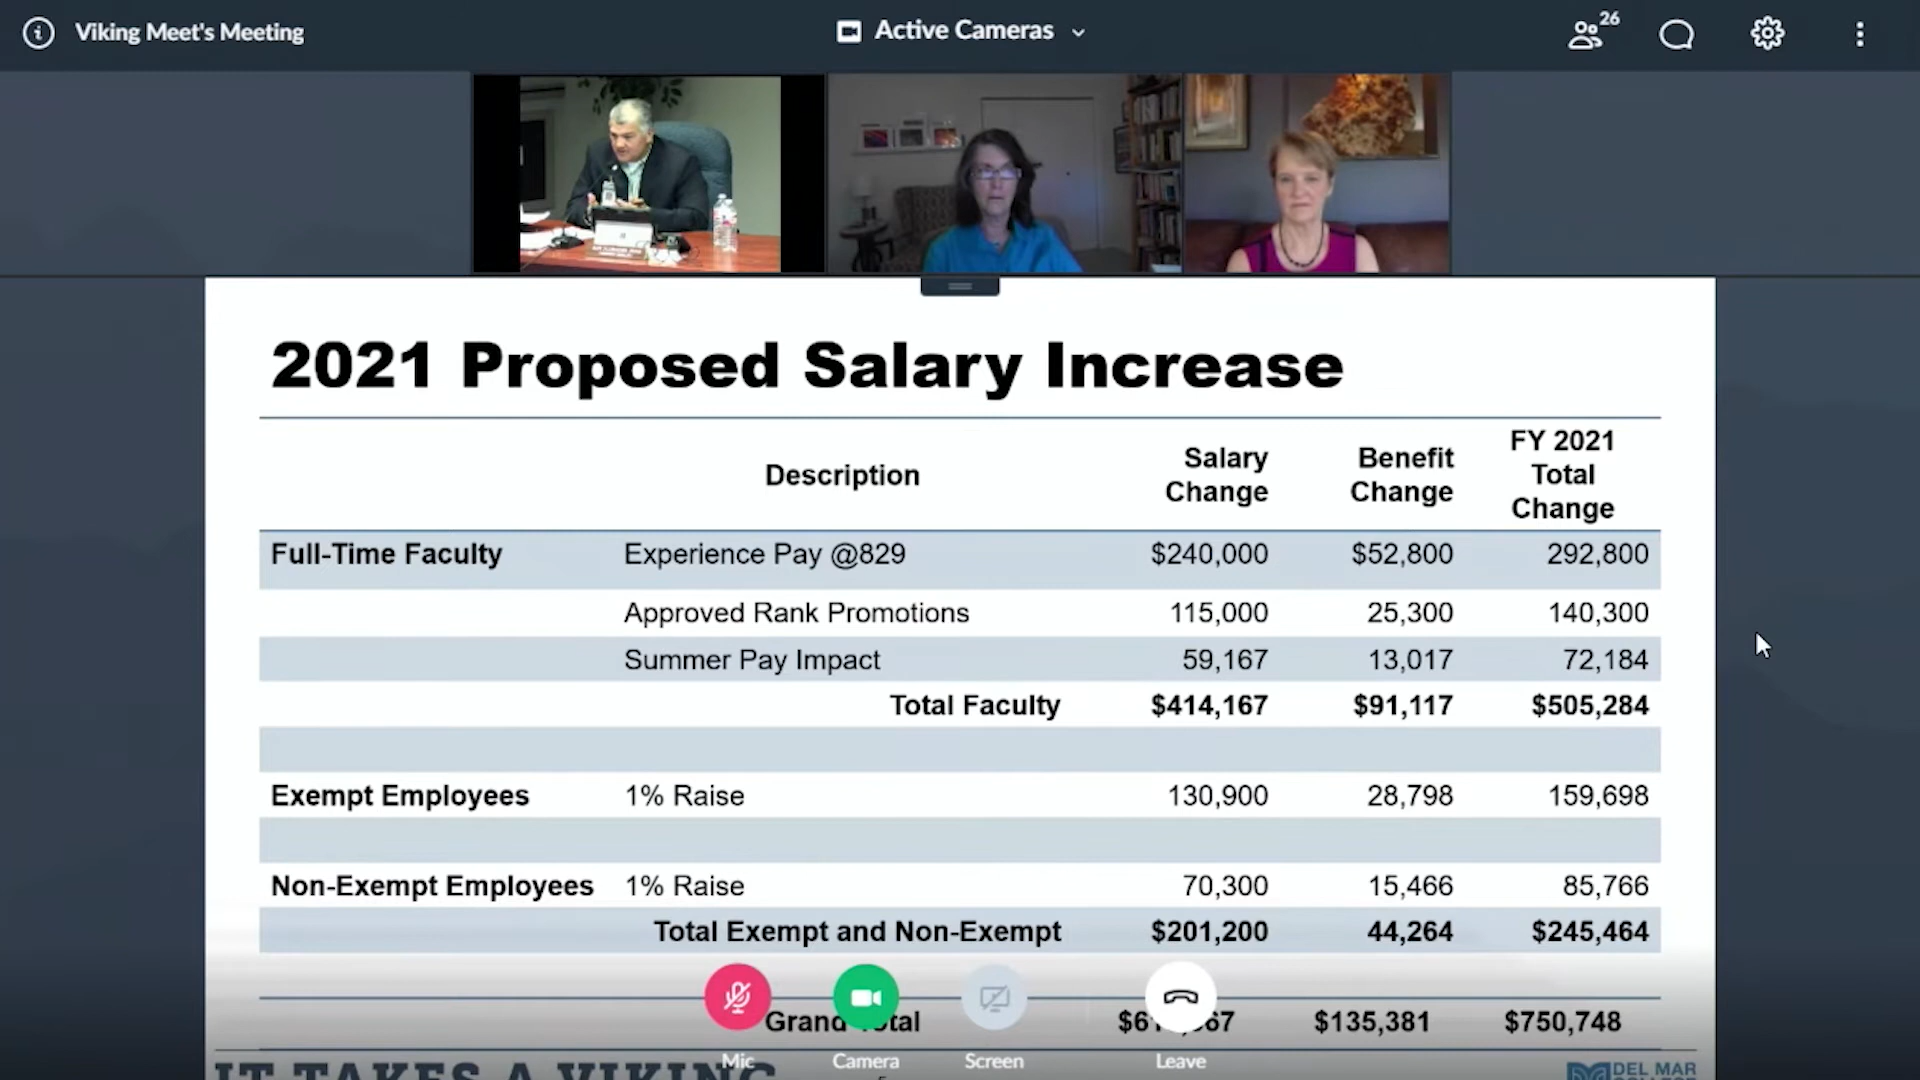 Viking Meet's Meeting
Active Cameras
26
2021 Proposed Salary Increase
Description Salary Change Benefit Change FY 2021 Total Change
Full-Time Faculty Experience Pay @829 $240,000 $52,800 292,800
Approved Rank Promotions 115,000 25,300 140,300
Summer Pay Impact 59,167 13,017 72,184
Total Faculty $414,167 $91,117 $505,284
Exempt Employees 1% Raise 130,900 28,798 159,698
Non-Exempt Employees 1% Raise 70,300 15,466 85,766
Total Exempt and Non-Exempt $201,200 44,264 $245,464
Grand Total $135,381 $750,748
Mic Camera Screen Leave
IT TAKES A VIKING
DEL MAR